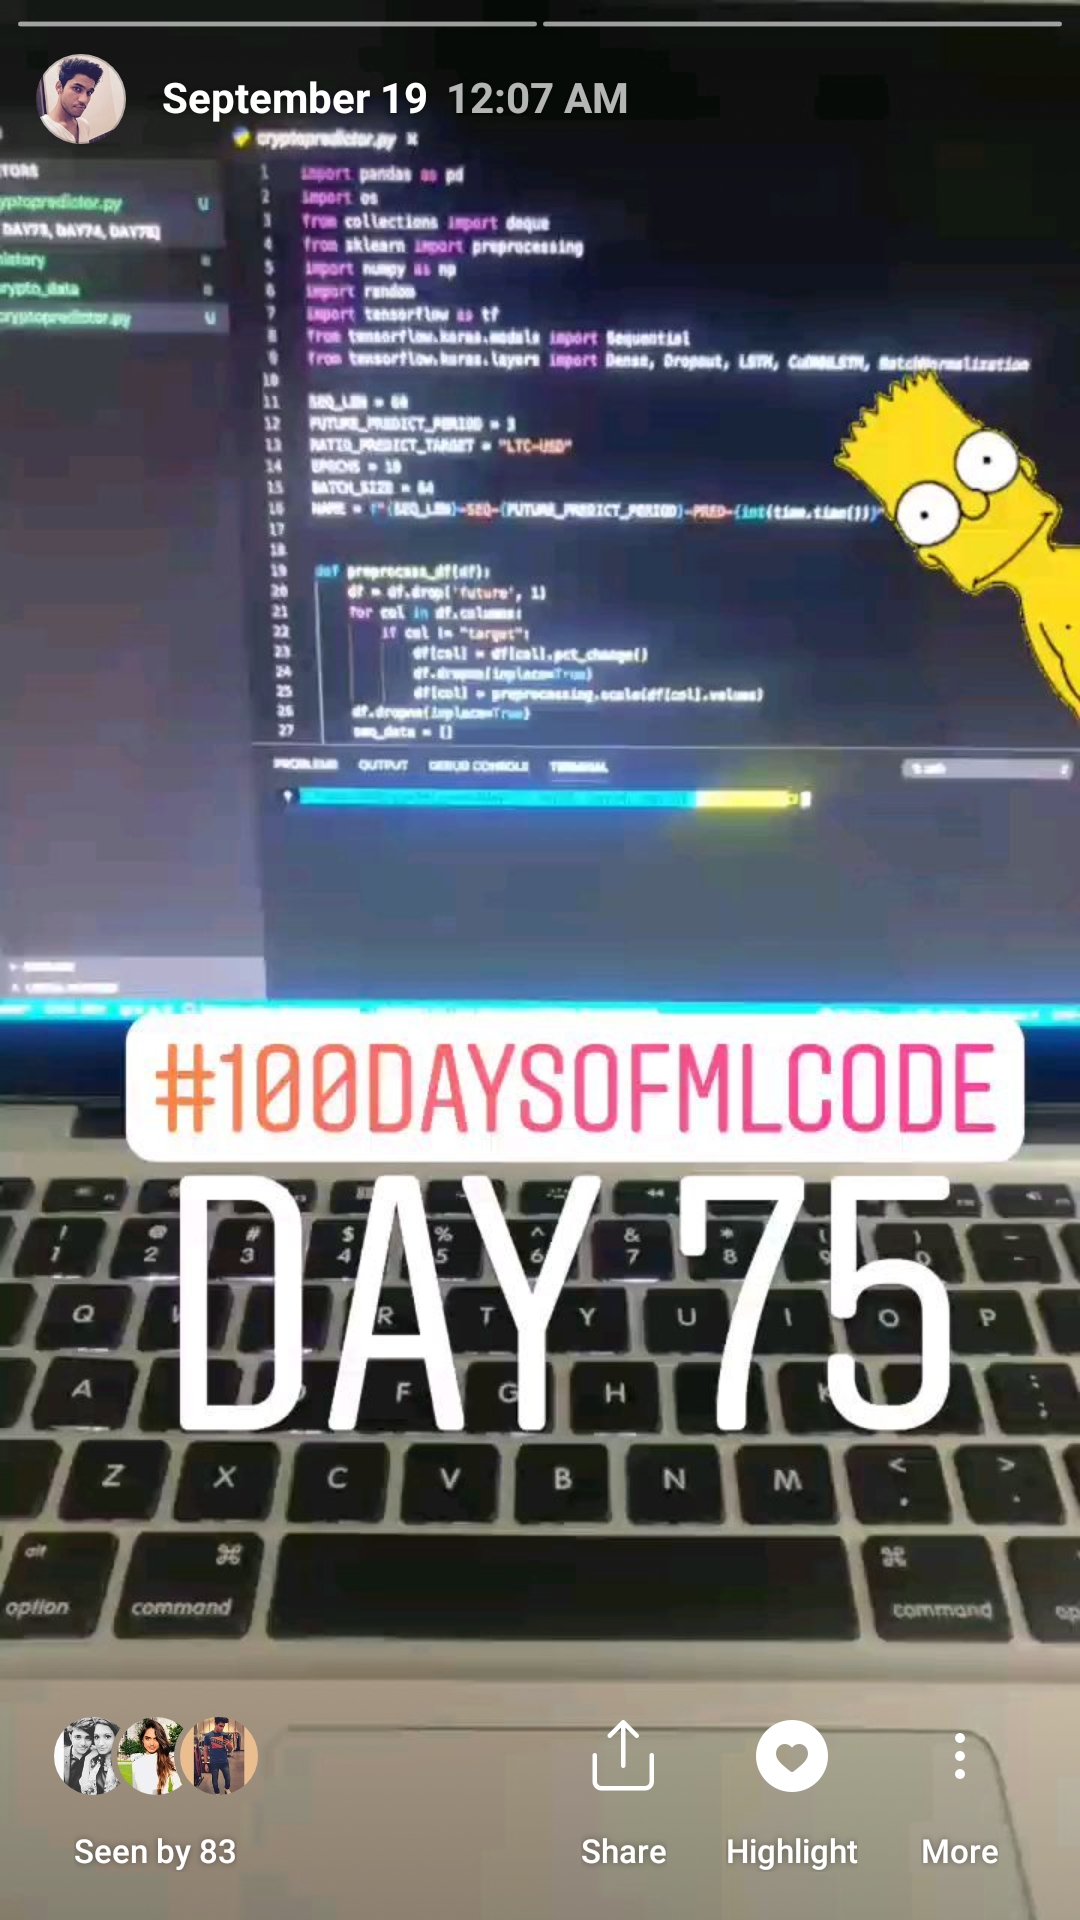 September 19 12:07 AM
cryptopredictor.py
TORS
yptopredictor.py U
DAY73, DAY74, DAY75]
history
rypto_data
cryptopredictor.py U
1 import pandas as pd
2 import os
3 from collections import deque
4 from sklearn import preprocessing
5 import numpy as np
6 import random
7 import tensorflow as tf
8 from tensorflow.keras.models import Sequential
9 from tensorflow.keras.layers import Dense, Dropout, LSTM, CuDNNLSTM, BatchNormalization
10
11 SEQ_LEN = 60
12 FUTURE_PREDICT_PERIOD = 3
13 RATIO_PREDICT_TARGET = "LTC-USD"
14 EPOCHS = 10
15 BATCH_SIZE = 64
16 NAME = f"{SEQ_LEN}-SEQ-{FUTURE_PREDICT_PERIOD}-PRED-{int(time.time())}"
17
18
19 def preprocess_df(df):
20 df = df.drop('future', 1)
21 for col in df.columns:
22 if col != "target":
23 df[col] = df[col].pct_change()
24 df.dropna(inplace=True)
25 df[col] = preprocessing.scale(df[col].values)
26 df.dropna(inplace=True)
27 seq_data = []
PROBLEMS OUTPUT DEBUG CONSOLE TERMINAL
#100DAYSOFMLCODE
DAY 75
! @ # $ % ^ & * ( )
1 2 3 4 5 6 7 8 9 0
Q R T Y U I O P
A F G H K
Z X C V B N M < >
alt ⌘ ⌘
option command command op
Seen by 83
Share
Highlight
More